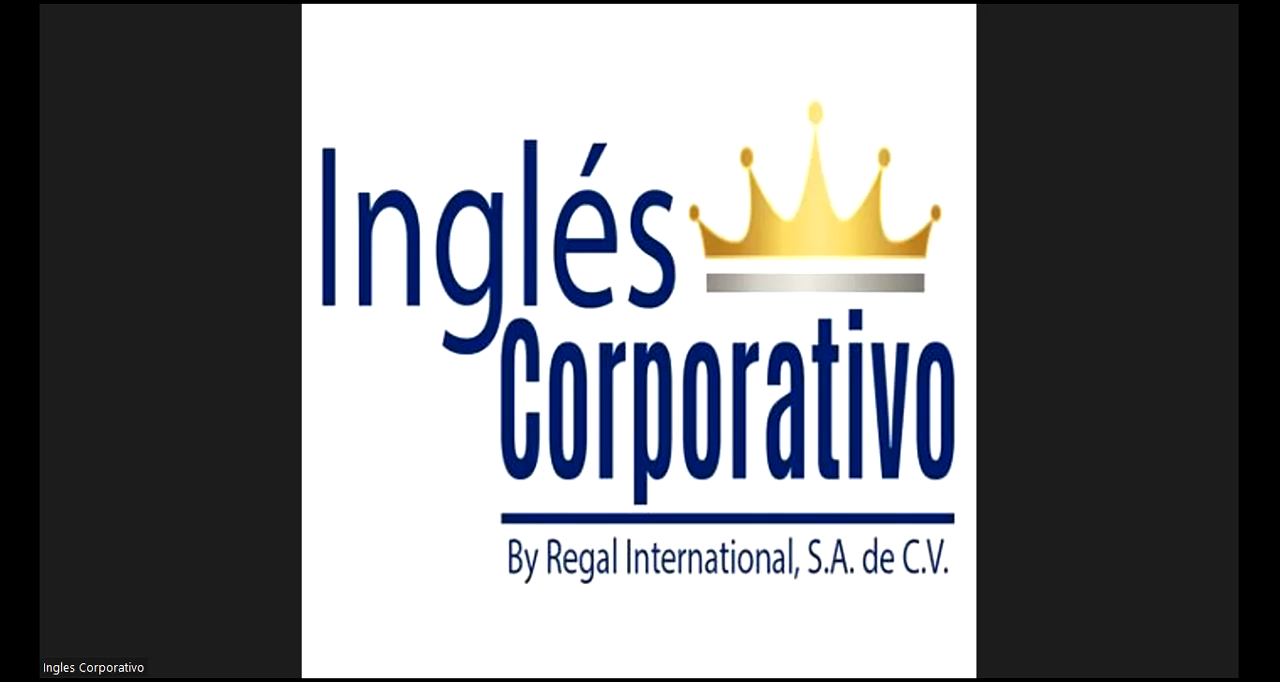 Inglés
Corporativo
By Regal International, S.A. de C.V.
Ingles Corporativo